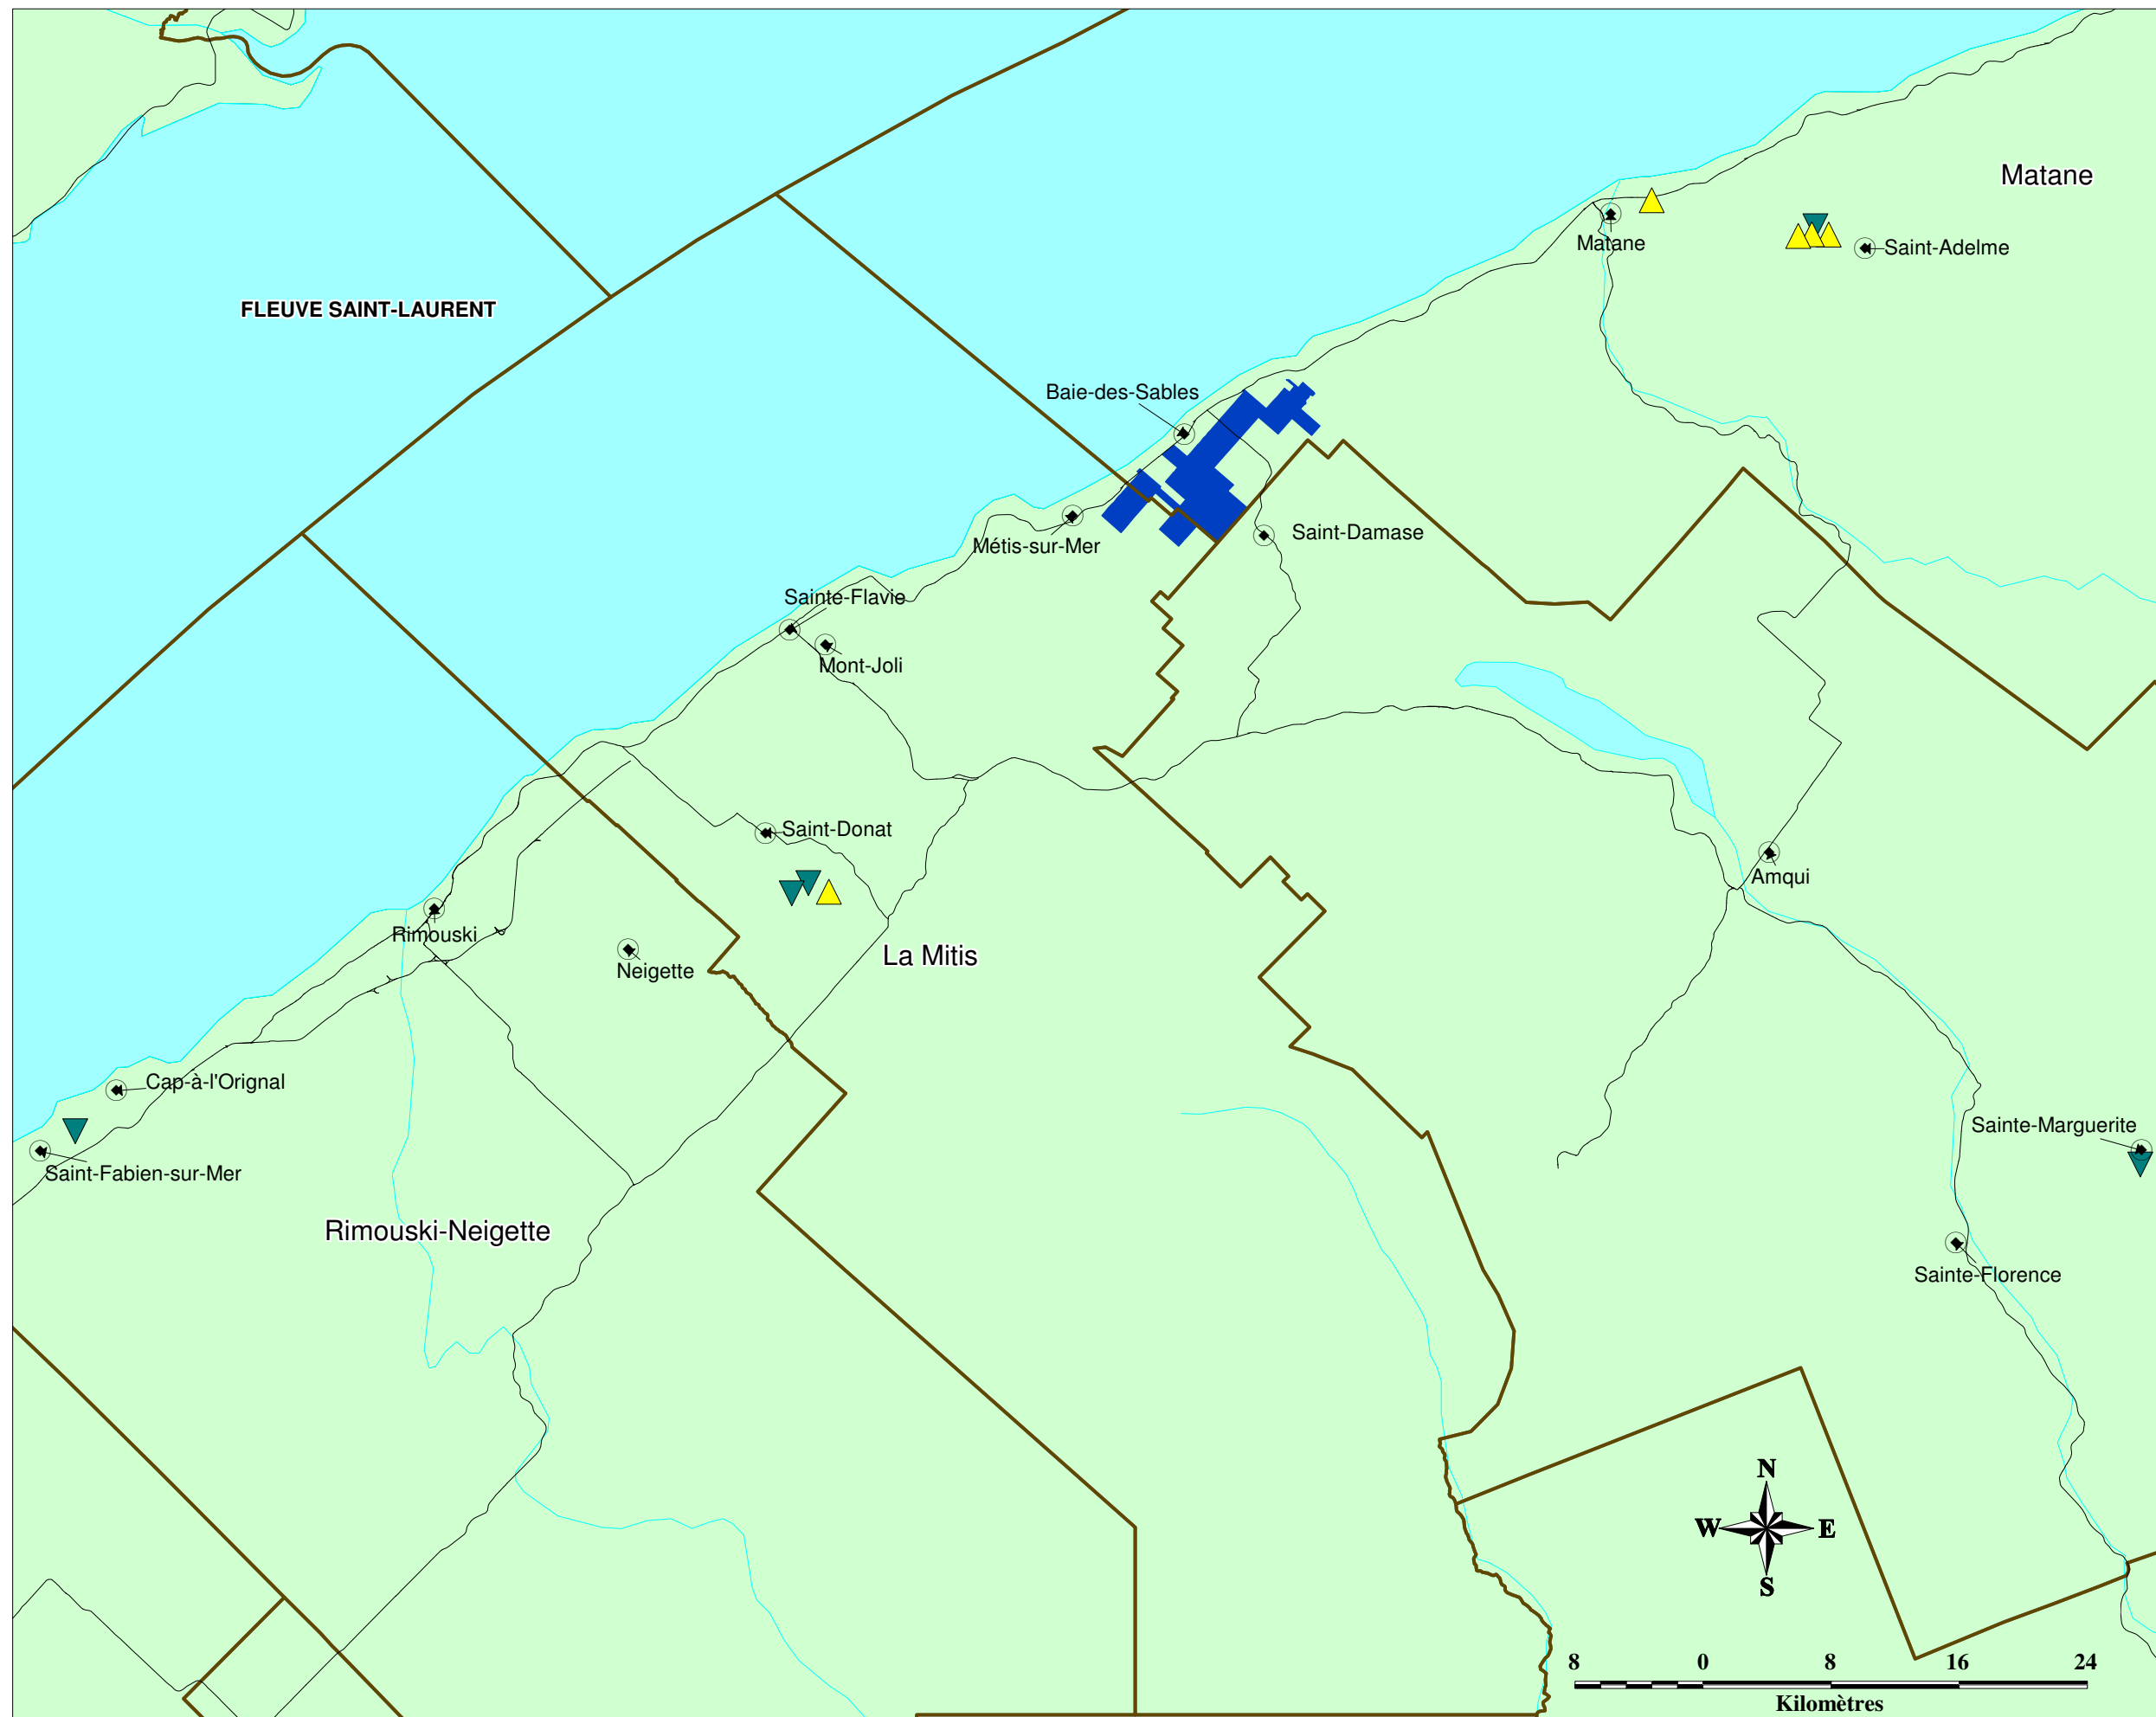 Matane
Matane
Saint-Adelme
FLEUVE SAINT-LAURENT
Baie-des-Sables
Saint-Damase
Métis-sur-Mer
Sainte-Flavie
Mont-Joli
Saint-Donat
Amqui
Rimouski
La Mitis
Neigette
Cap-à-l'Orignal
Sainte-Marguerite
Saint-Fabien-sur-Mer
Rimouski-Neigette
Sainte-Florence
N
W E
S
8 0 8 16 24
Kilomètres